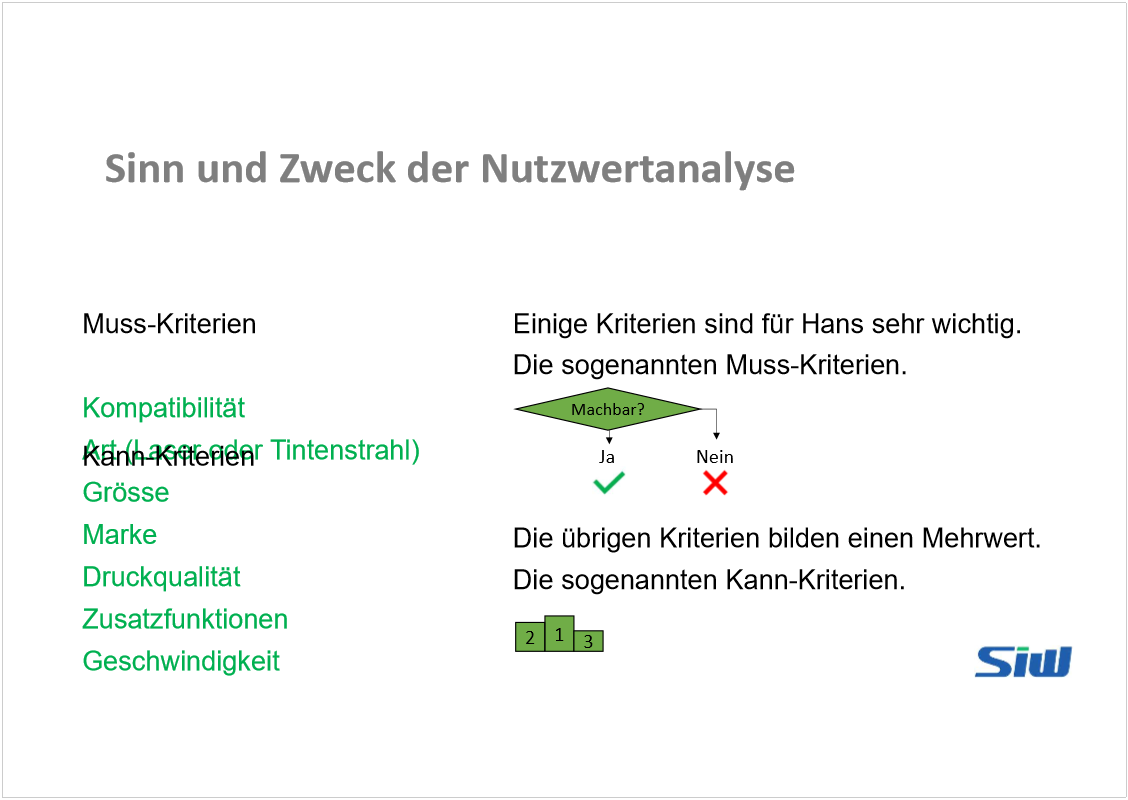 Sinn und Zweck der Nutzwertanalyse
Muss-Kriterien
Kompatibilität
Art (Laser oder Tintenstrahl)
Kann-Kriterien
Grösse
Marke
Druckqualität
Zusatzfunktionen
Geschwindigkeit
Einige Kriterien sind für Hans sehr wichtig.
Die sogenannten Muss-Kriterien.
Machbar?
Ja
Nein
Die übrigen Kriterien bilden einen Mehrwert.
Die sogenannten Kann-Kriterien.
2 1 3
Siw